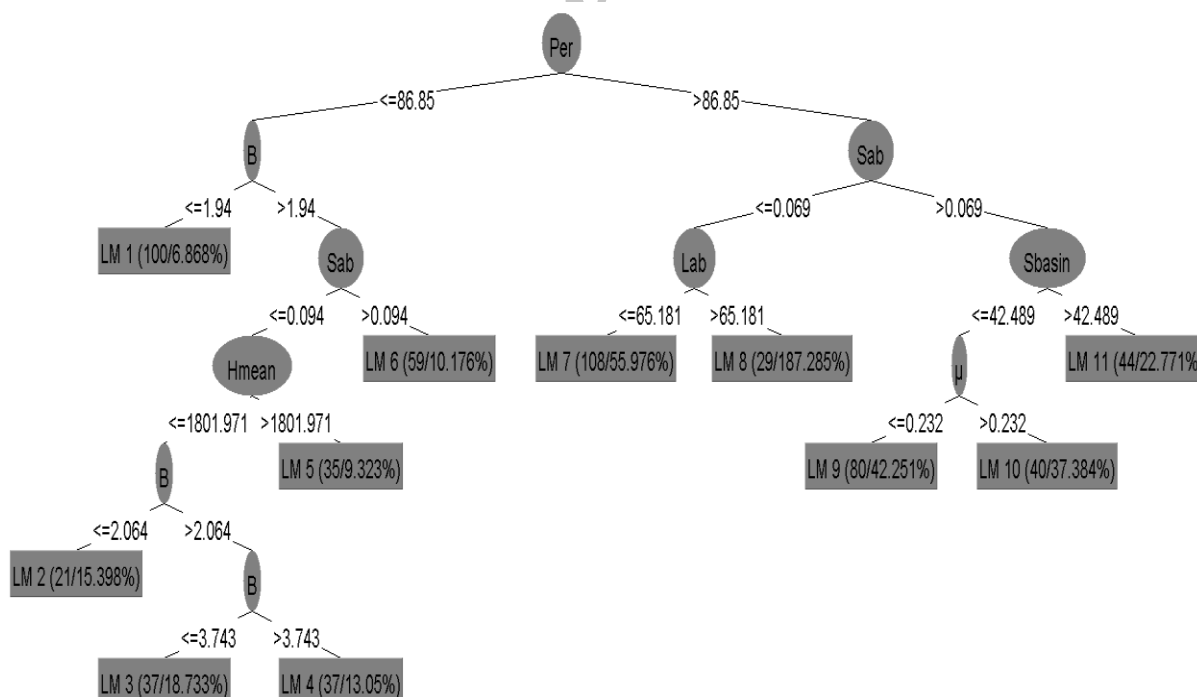 Per
<=86.85 >86.85
B Sab
<=1.94 >1.94 <=0.069 >0.069
LM 1 (100/6.868%) Sab Lab Sbasin
<=0.094 >0.094 <=65.181 >65.181 <=42.489 >42.489
Hmean LM 6 (59/10.176%) LM 7 (108/55.976%) LM 8 (29/187.285%) µ LM 11 (44/22.771%
<=1801.971 >1801.971 <=0.232 >0.232
B LM 5 (35/9.323%) LM 9 (80/42.251%) LM 10 (40/37.384%)
<=2.064 >2.064
LM 2 (21/15.398%) B
<=3.743 >3.743
LM 3 (37/18.733%) LM 4 (37/13.05%)